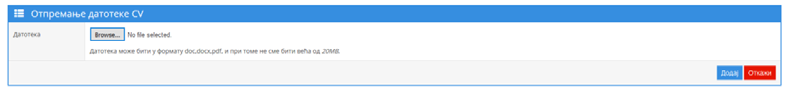 Отпремање датотеке CV
Датотека
Browse... No file selected.
Датотека може бити у формату doc,docx,pdf, и при томе не сме бити већа од 20MB.
Додај Откажи